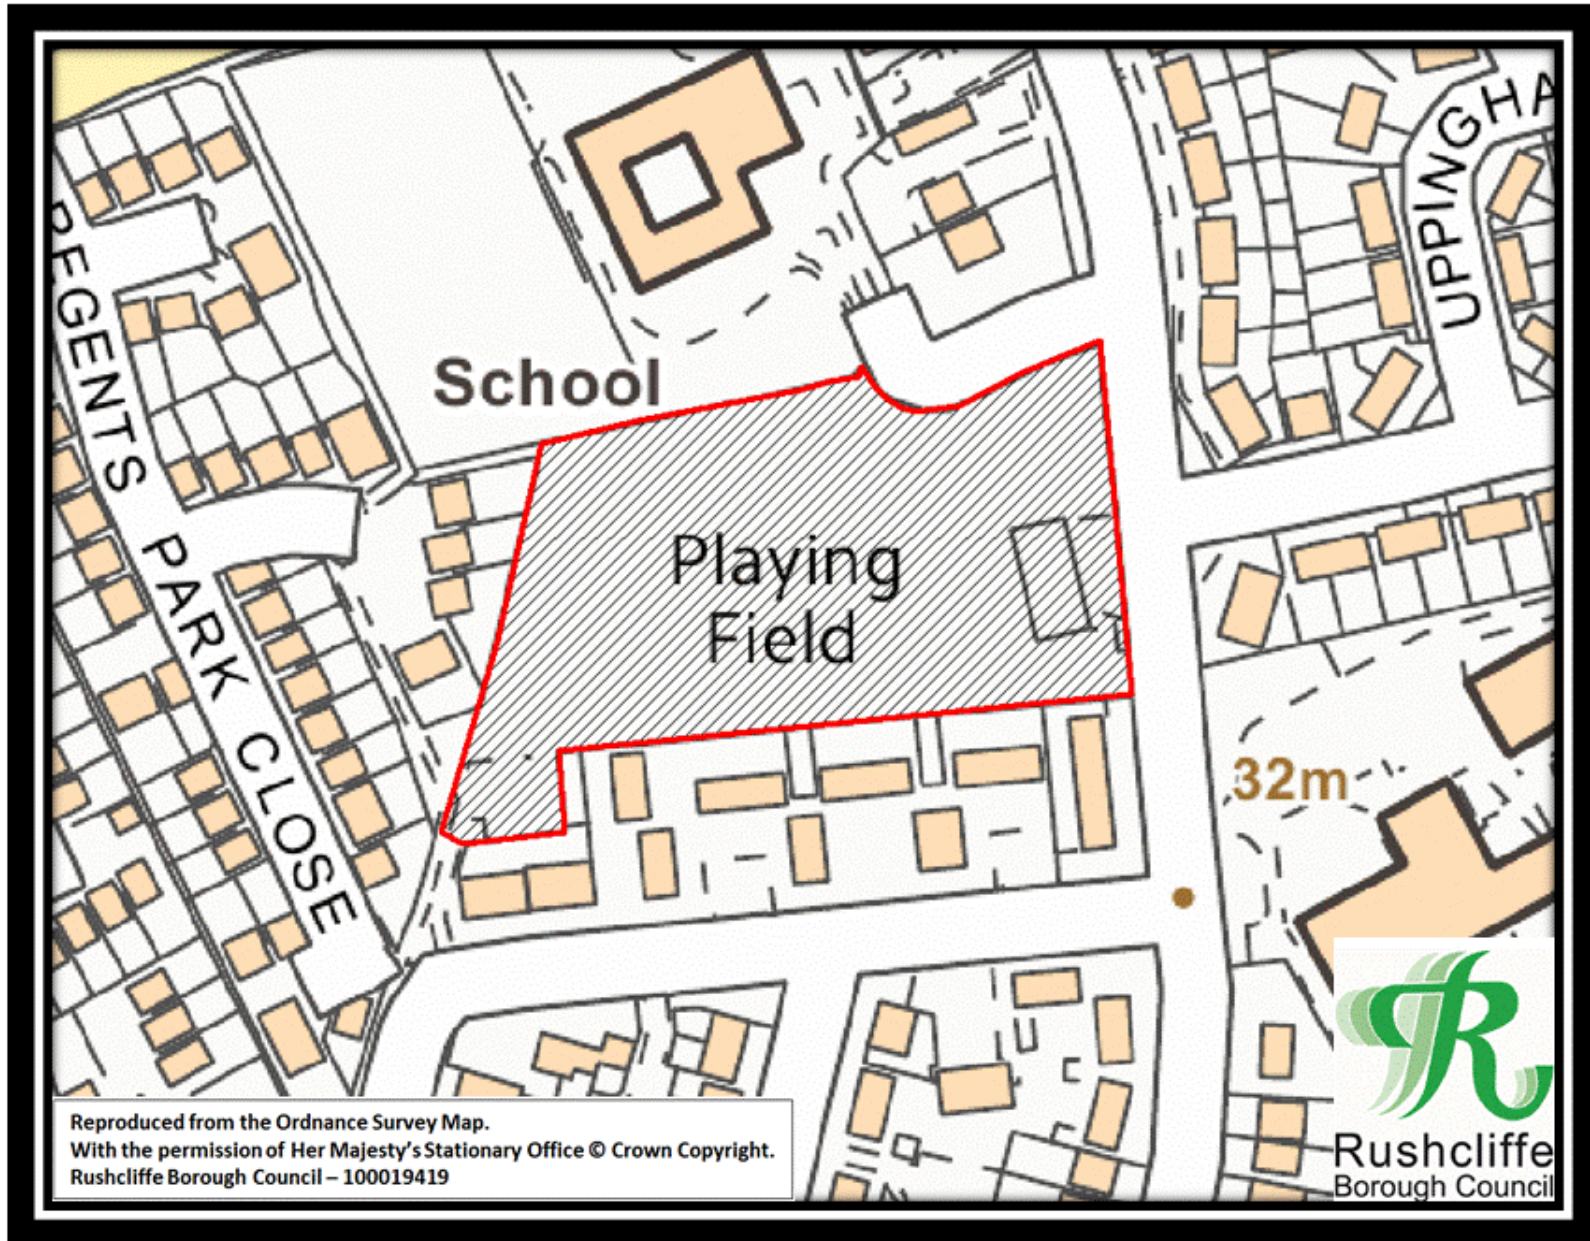 UPPINGHA
REGENTS PARK CLOSE
School
Playing
Field
32m
Reproduced from the Ordnance Survey Map.
With the permission of Her Majesty's Stationary Office © Crown Copyright.
Rushcliffe Borough Council – 100019419
R
Rushcliffe
Borough Council